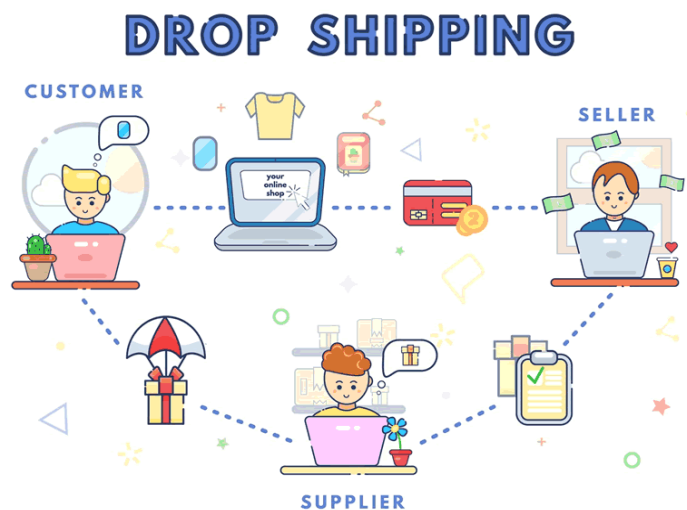 DROP SHIPPING
CUSTOMER
SELLER
your
online
shop
SUPPLIER